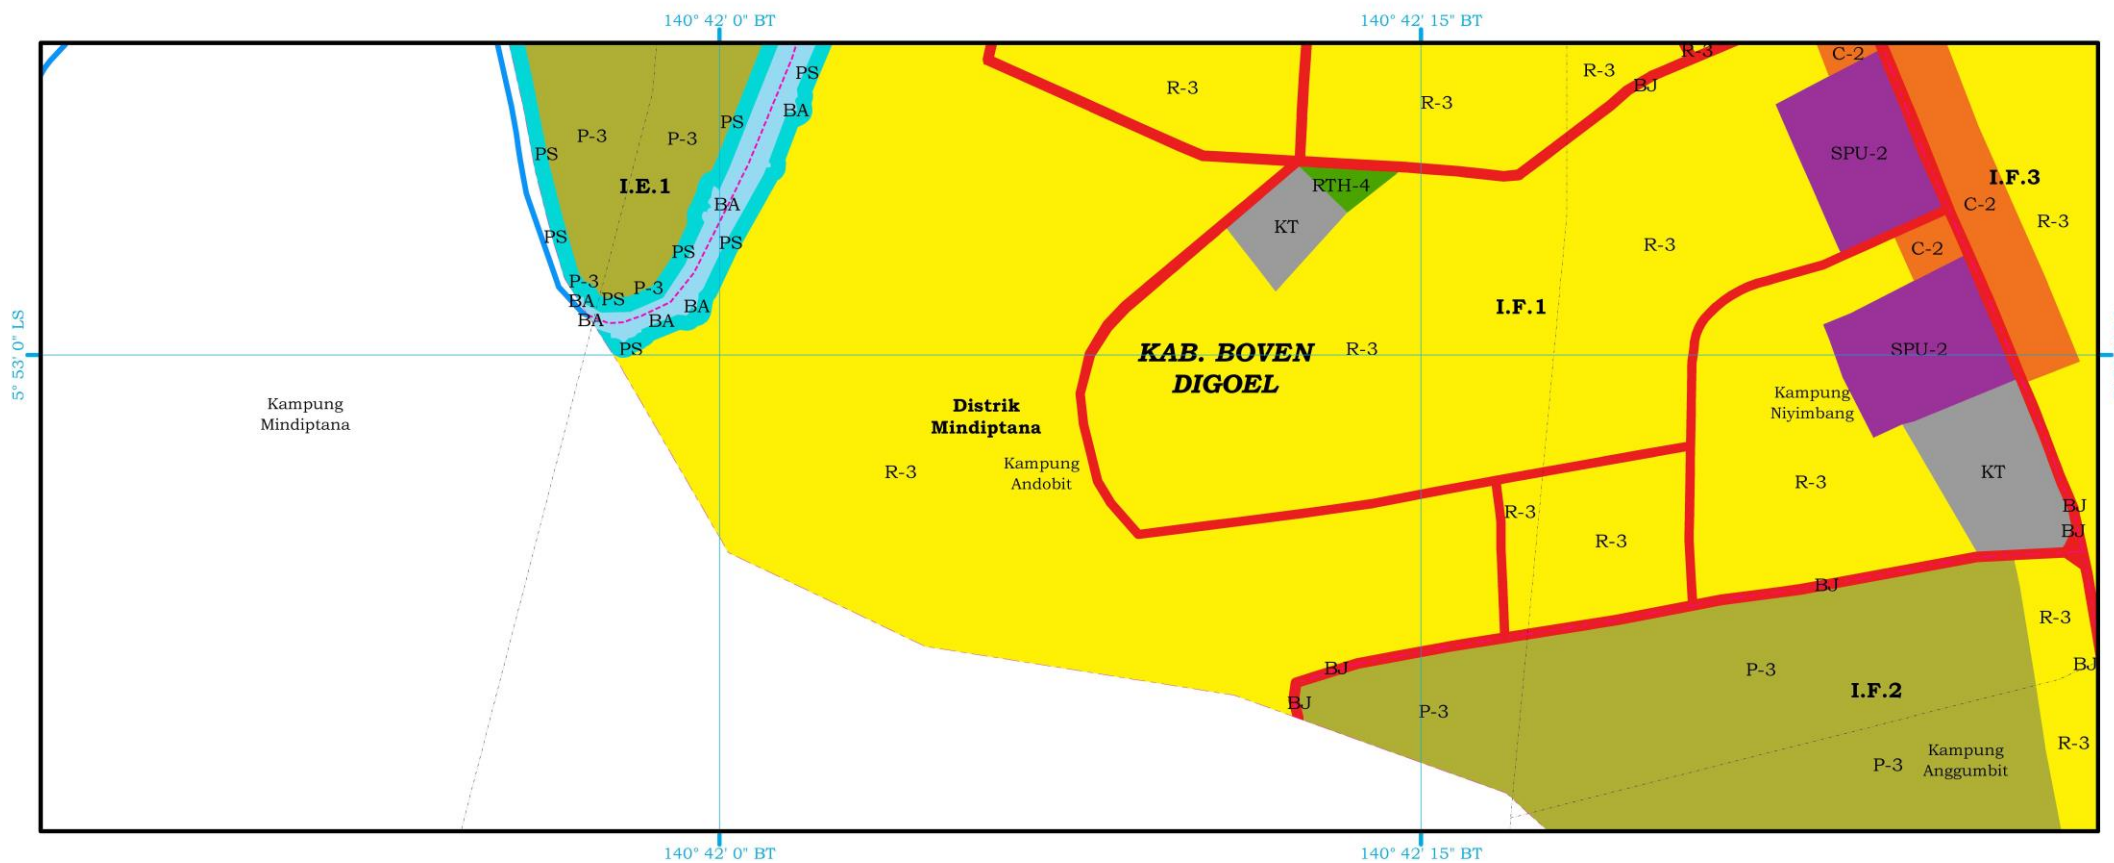 140° 42' 0" BT
140° 42' 15" BT
R-3
C-2
PS
R-3
R-3
BJ
R-3
R-3
BA
PS
P-3
P-3
PS
SPU-2
I.E.1
RTH-4
I.F.3
BA
C-2
KT
R-3
PS
PS
PS
R-3
C-2
P-3
P-3
BA
PS
BA
I.F.1
BA
BA
PS
5° 53' 0" LS
KAB. BOVEN
DIGOEL
R-3
SPU-2
Kampung
Mindiptana
Distrik
Mindiptana
Kampung
Niyimbang
R-3
Kampung
Andobit
R-3
KT
R-3
BJ
BJ
R-3
BJ
R-3
BJ
P-3
BJ
I.F.2
BJ
P-3
R-3
P-3
Kampung
Anggumbit
140° 42' 0" BT
140° 42' 15" BT